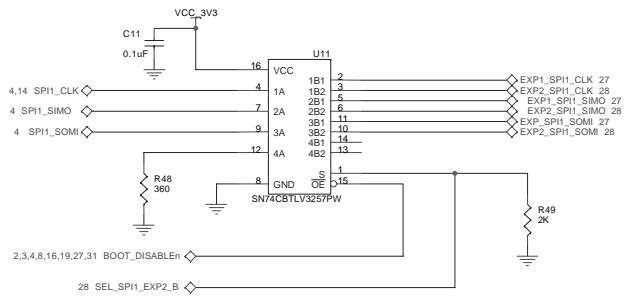 VCC_3V3
C11
0.1uF
U11
16 VCC
4,14 SPI1_CLK 4 1A 1B1 2 EXP1_SPI1_CLK 27
1B2 3 EXP2_SPI1_CLK 28
4 SPI1_SIMO 7 2A 2B1 5 EXP1_SPI1_SIMO 27
2B2 6 EXP2_SPI1_SIMO 28
4 SPI1_SOMI 9 3A 3B1 11 EXP_SPI1_SOMI 27
3B2 10 EXP2_SPI1_SOMI 28
4B1 14
12 4A 4B2 13
R48
360
S 1
8 GND OE 15
SN74CBTLV3257PW
R49
2K
2,3,4,8,16,19,27,31 BOOT_DISABLEn
28 SEL_SPI1_EXP2_B